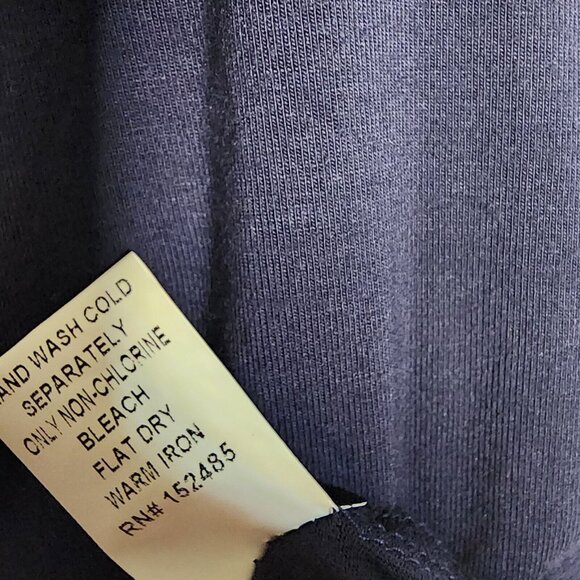 AND WASH COLD
SEPARATELY
ONLY NON-CHLORINE
BLEACH
FLAT DRY
WARM IRON
RN# 152485